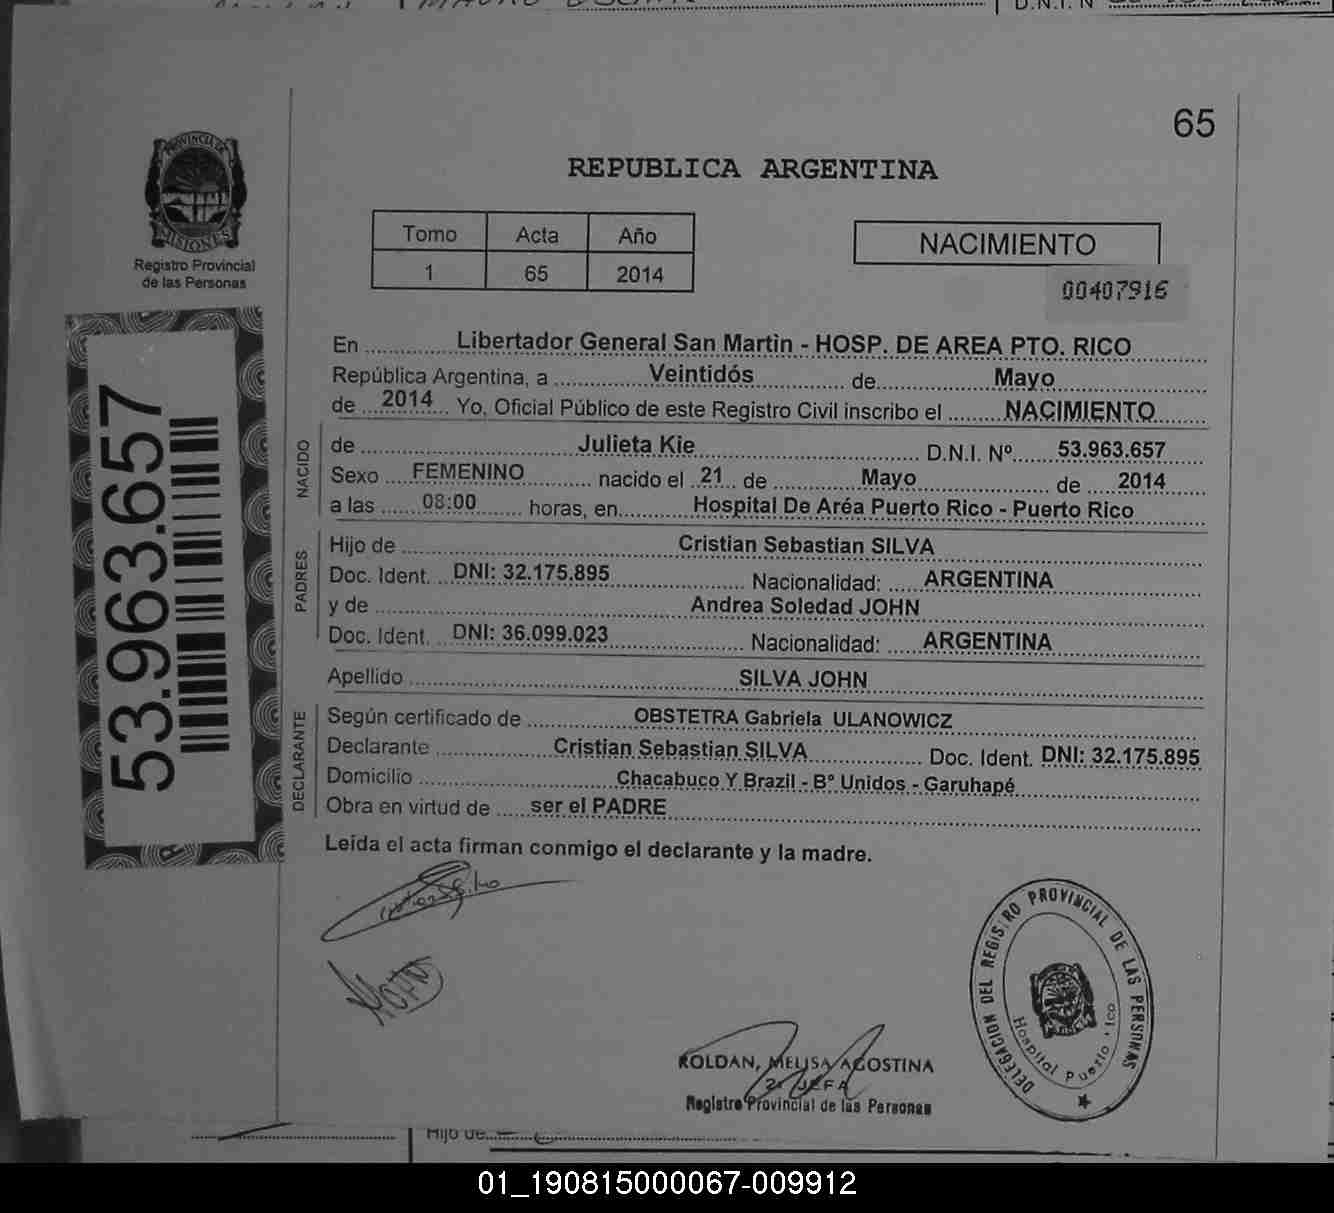 D.N.I. N
65
PROVINCIA DE
MISIONES
Registro Provincial
de las Personas
REPUBLICA ARGENTINA
Tomo Acta Año
1 65 2014
NACIMIENTO
00407916
53.963.657
En Libertador General San Martin - HOSP. DE AREA PTO. RICO
República Argentina, a Veintidós de Mayo
de 2014 Yo, Oficial Público de este Registro Civil inscribo el NACIMIENTO
NACIDO
de Julieta Kie D.N.I. Nº 53.963.657
Sexo FEMENINO nacido el 21 de Mayo de 2014
a las 08:00 horas, en Hospital De Aréa Puerto Rico - Puerto Rico
PADRES
Hijo de Cristian Sebastian SILVA
Doc. Ident. DNI: 32.175.895 Nacionalidad: ARGENTINA
y de Andrea Soledad JOHN
Doc. Ident. DNI: 36.099.023 Nacionalidad: ARGENTINA
Apellido SILVA JOHN
DECLARANTE
Según certificado de OBSTETRA Gabriela ULANOWICZ
Declarante Cristian Sebastian SILVA Doc. Ident. DNI: 32.175.895
Domicilio Chacabuco Y Brazil - B° Unidos - Garuhapé
Obra en virtud de ser el PADRE
Leída el acta firman conmigo el declarante y la madre.
DELEGACION DEL REGISTRO PROVINCIAL DE LAS PERSONAS
Hospital Puerto
ROLDAN, MELISA AGOSTINA
JEFA
Registro Provincial de las Personas
Hijo de
01_190815000067-009912